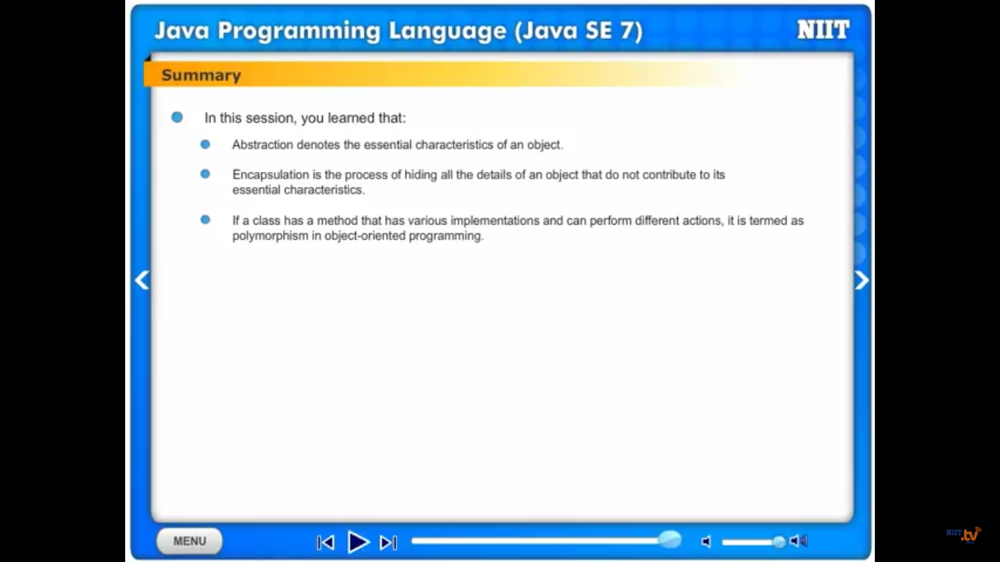 Java Programming Language (Java SE 7)
NIIT
Summary
In this session, you learned that:
Abstraction denotes the essential characteristics of an object.
Encapsulation is the process of hiding all the details of an object that do not contribute to its
essential characteristics.
If a class has a method that has various implementations and can perform different actions, it is termed as
polymorphism in object-oriented programming.
MENU
NIIT.tv